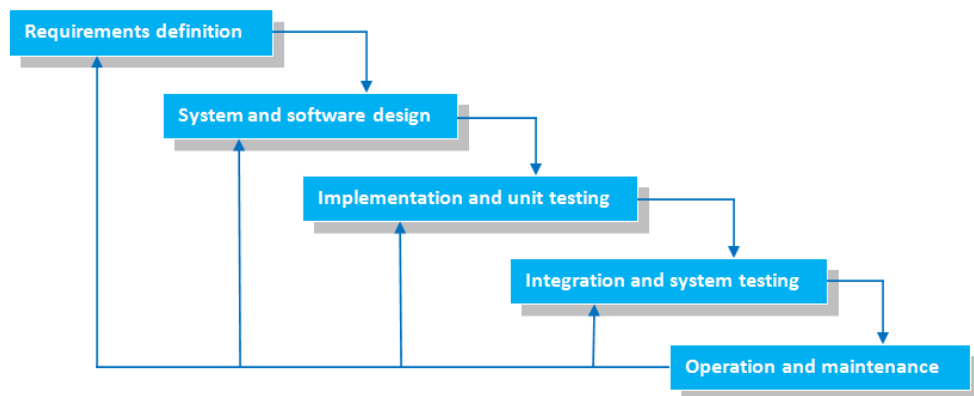 Requirements definition
System and software design
Implementation and unit testing
Integration and system testing
Operation and maintenance